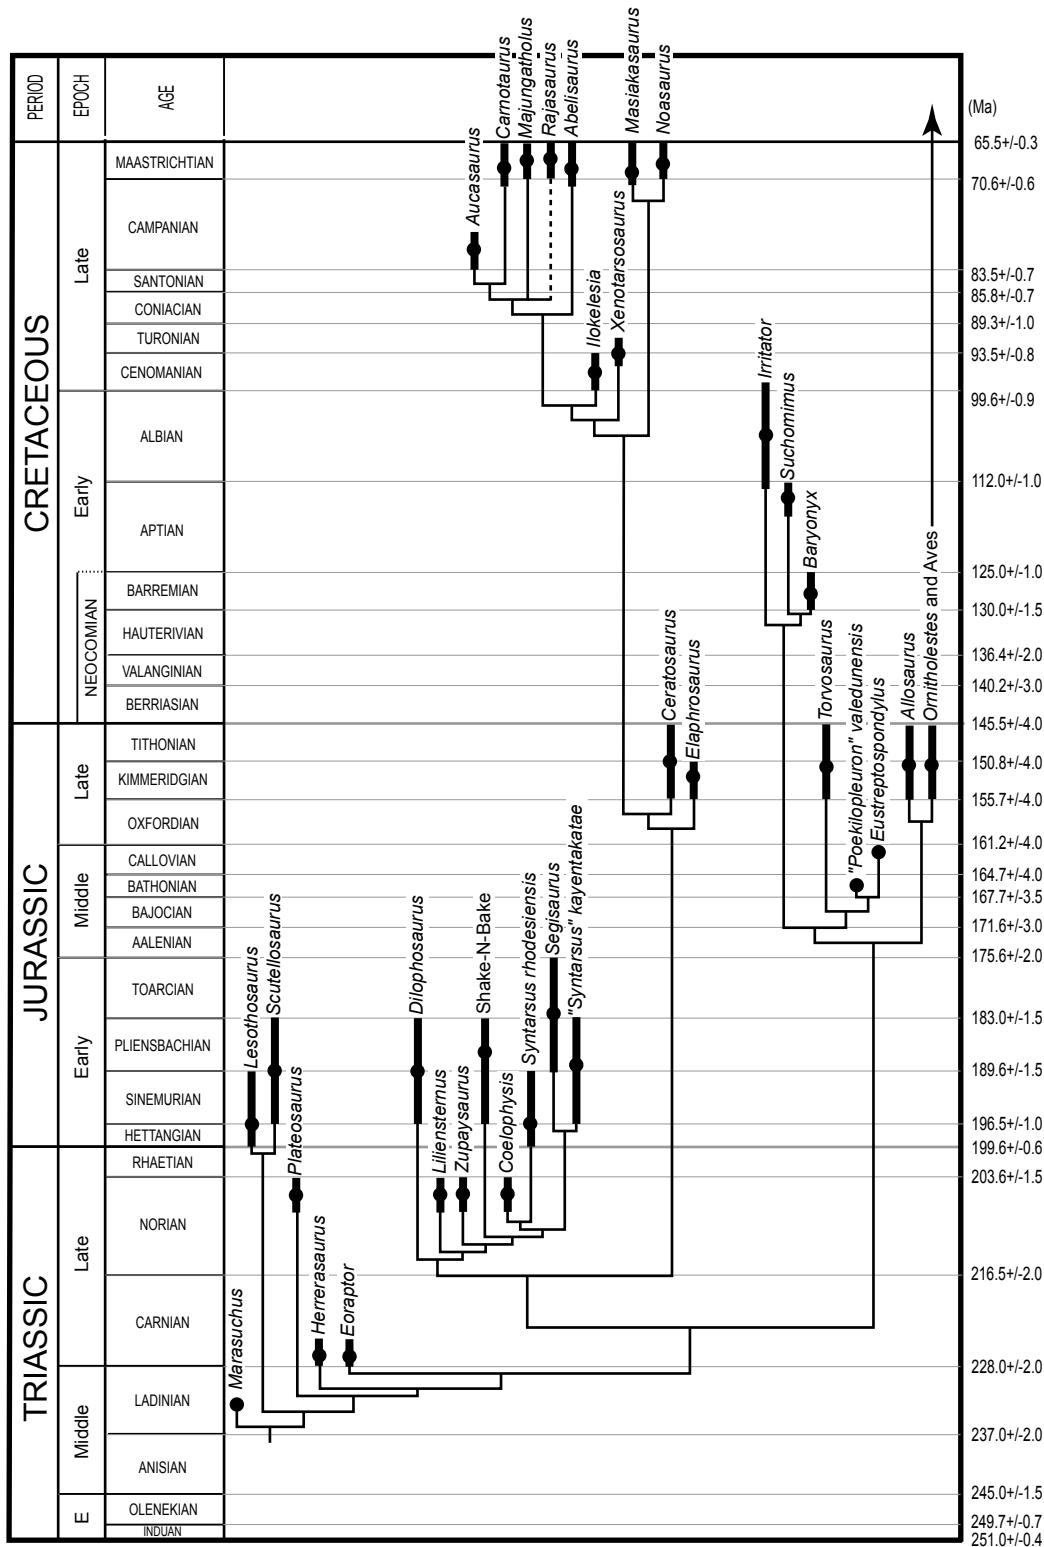 PERIOD
EPOCH
AGE
(Ma)
CRETACEOUS
Late
Early
NEOCOMIAN
MAASTRICHTIAN
CAMPANIAN
SANTONIAN
CONIACIAN
TURONIAN
CENOMANIAN
ALBIAN
APTIAN
BARREMIAN
HAUTERIVIAN
VALANGINIAN
BERRIASIAN
JURASSIC
Late
Middle
Early
TITHONIAN
KIMMERIDGIAN
OXFORDIAN
CALLOVIAN
BATHONIAN
BAJOCIAN
AALENIAN
TOARCIAN
PLIENSBACHIAN
SINEMURIAN
HETTANGIAN
TRIASSIC
Late
Middle
E
RHAETIAN
NORIAN
CARNIAN
LADINIAN
ANISIAN
OLENEKIAN
INDUAN
Marasuchus
Lesothosaurus
Scutellosaurus
Plateosaurus
Herrerasaurus
Eoraptor
Dilophosaurus
Liliensternus
Zupaysaurus
Shake-N-Bake
Coelophysis
Syntarsus rhodesiensis
Segisaurus
"Syntarsus" kayentakatae
Aucasaurus
Carnotaurus
Majungatholus
Rajasaurus
Abelisaurus
Ilokelesia
Xenotarsosaurus
Masiakasaurus
Noasaurus
Ceratosaurus
Elaphrosaurus
Irritator
Suchomimus
Baryonyx
Torvosaurus
"Poekilopleuron" valedunensis
Eustreptospondylus
Allosaurus
Ornitholestes and Aves
65.5+/-0.3
70.6+/-0.6
83.5+/-0.7
85.8+/-0.7
89.3+/-1.0
93.5+/-0.8
99.6+/-0.9
112.0+/-1.0
125.0+/-1.0
130.0+/-1.5
136.4+/-2.0
140.2+/-3.0
145.5+/-4.0
150.8+/-4.0
155.7+/-4.0
161.2+/-4.0
164.7+/-4.0
167.7+/-3.5
171.6+/-3.0
175.6+/-2.0
183.0+/-1.5
189.6+/-1.5
196.5+/-1.0
199.6+/-0.6
203.6+/-1.5
216.5+/-2.0
228.0+/-2.0
237.0+/-2.0
245.0+/-1.5
249.7+/-0.7
251.0+/-0.4